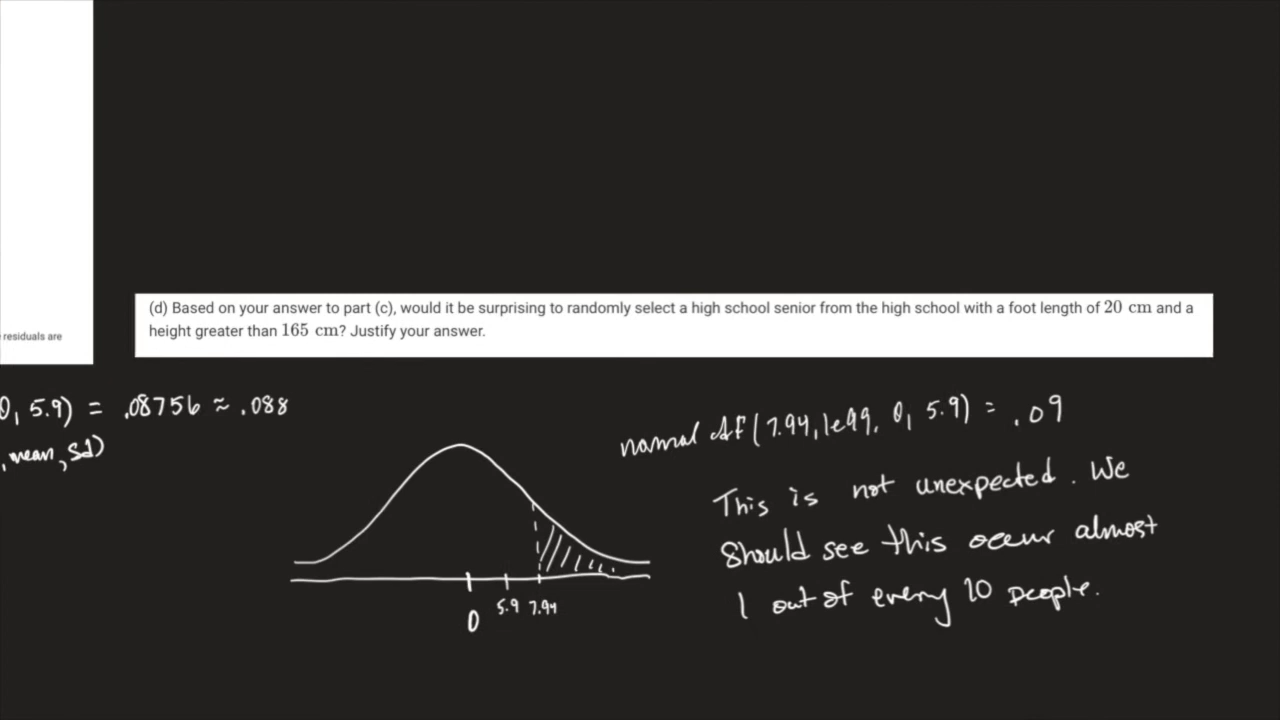 (d) Based on your answer to part (c), would it be surprising to randomly select a high school senior from the high school with a foot length of 20 cm and a
height greater than 165 cm? Justify your answer.
residuals are
0, 5.9) = .08756 ≈ .088
, mean, sd)
normal cdf(7.94, 1e99, 0, 5.9) = .09
This is not unexpected. We
should see this occur almost
1 out of every 10 people.
5.9 7.94
0